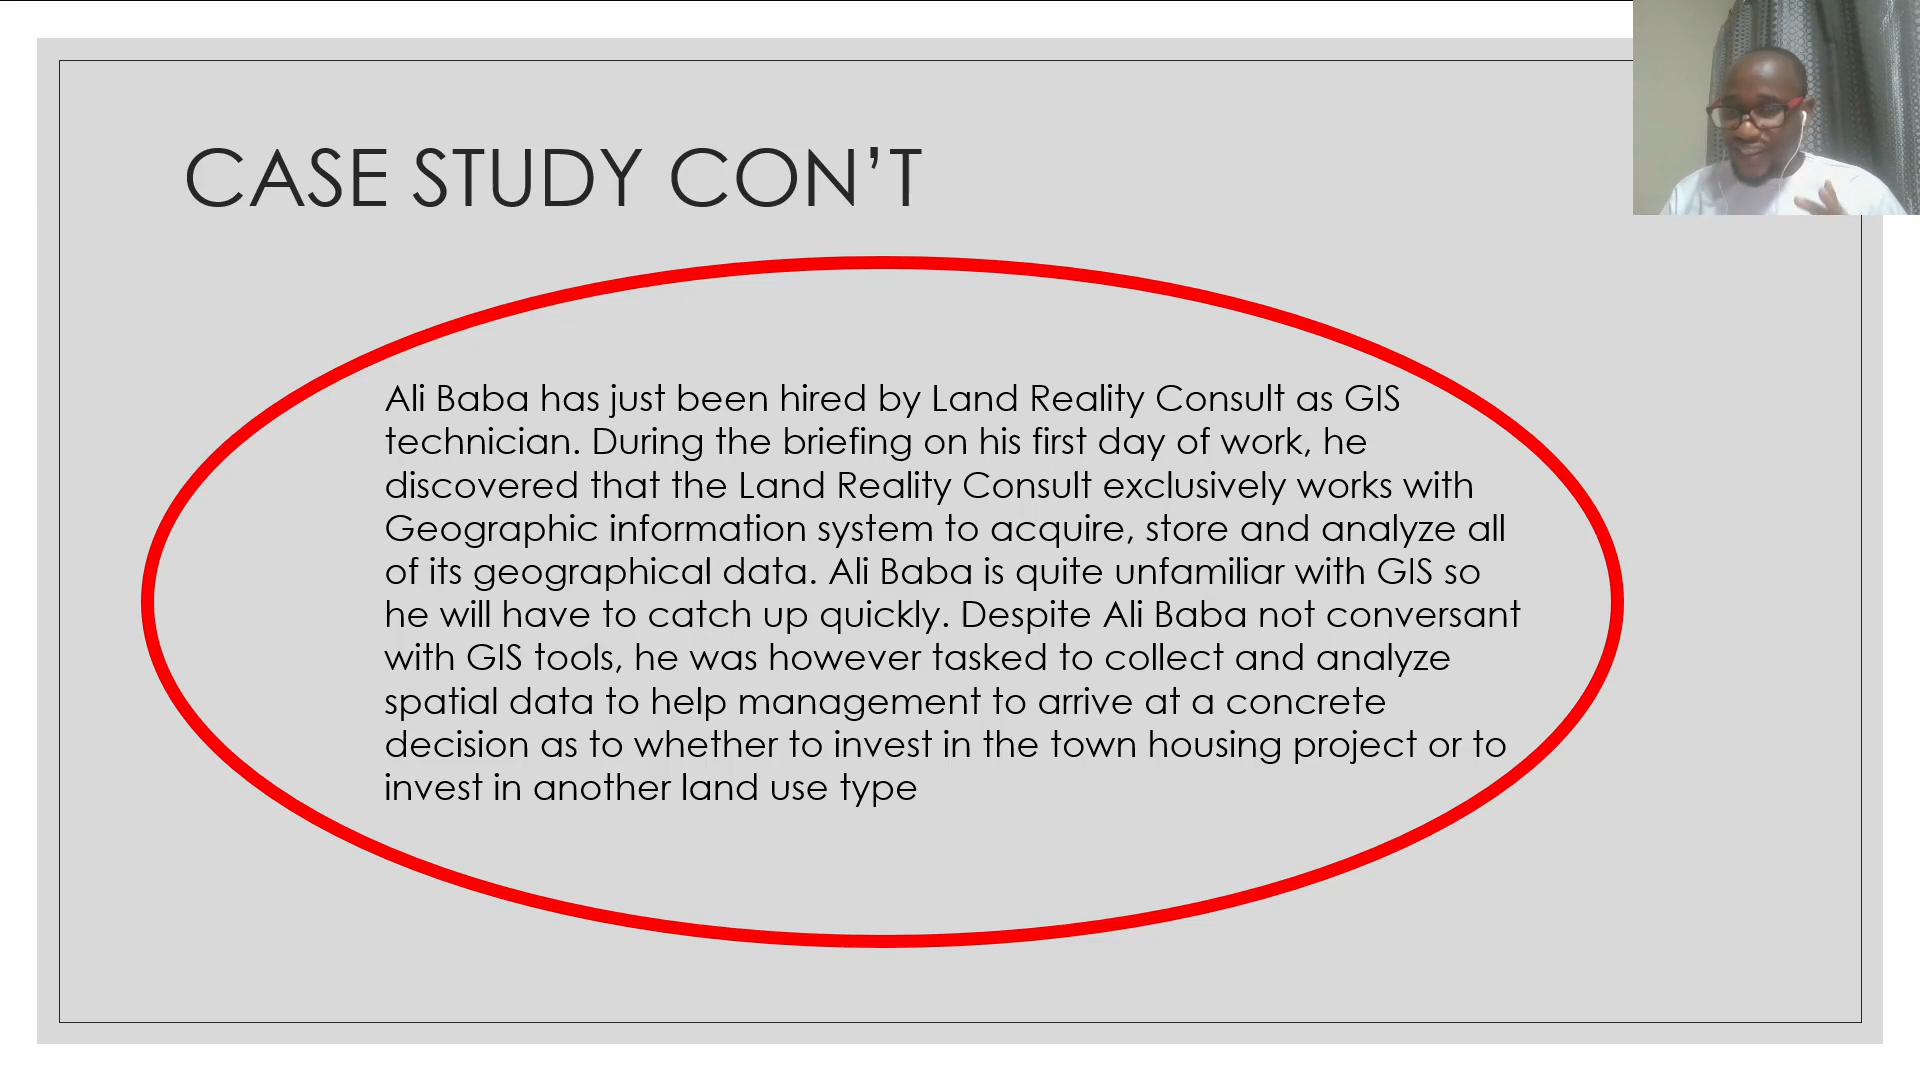 CASE STUDY CON’T
Ali Baba has just been hired by Land Reality Consult as GIS
technician. During the briefing on his first day of work, he
discovered that the Land Reality Consult exclusively works with
Geographic information system to acquire, store and analyze all
of its geographical data. Ali Baba is quite unfamiliar with GIS so
he will have to catch up quickly. Despite Ali Baba not conversant
with GIS tools, he was however tasked to collect and analyze
spatial data to help management to arrive at a concrete
decision as to whether to invest in the town housing project or to
invest in another land use type